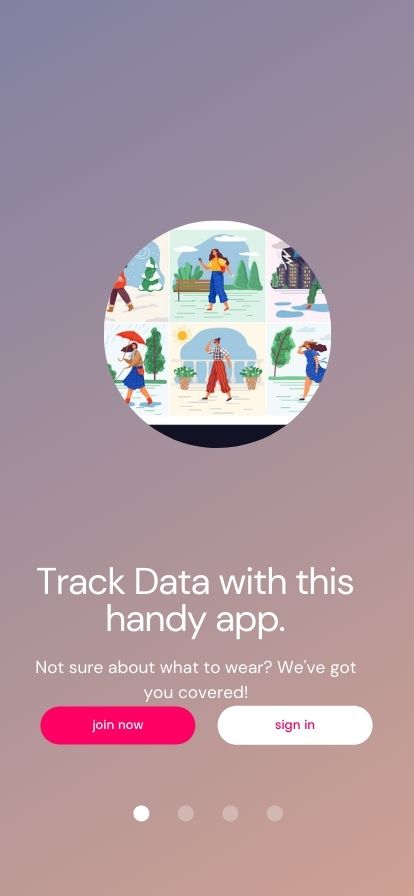 Track Data with this
handy app.
Not sure about what to wear? We've got
you covered!
join now
sign in